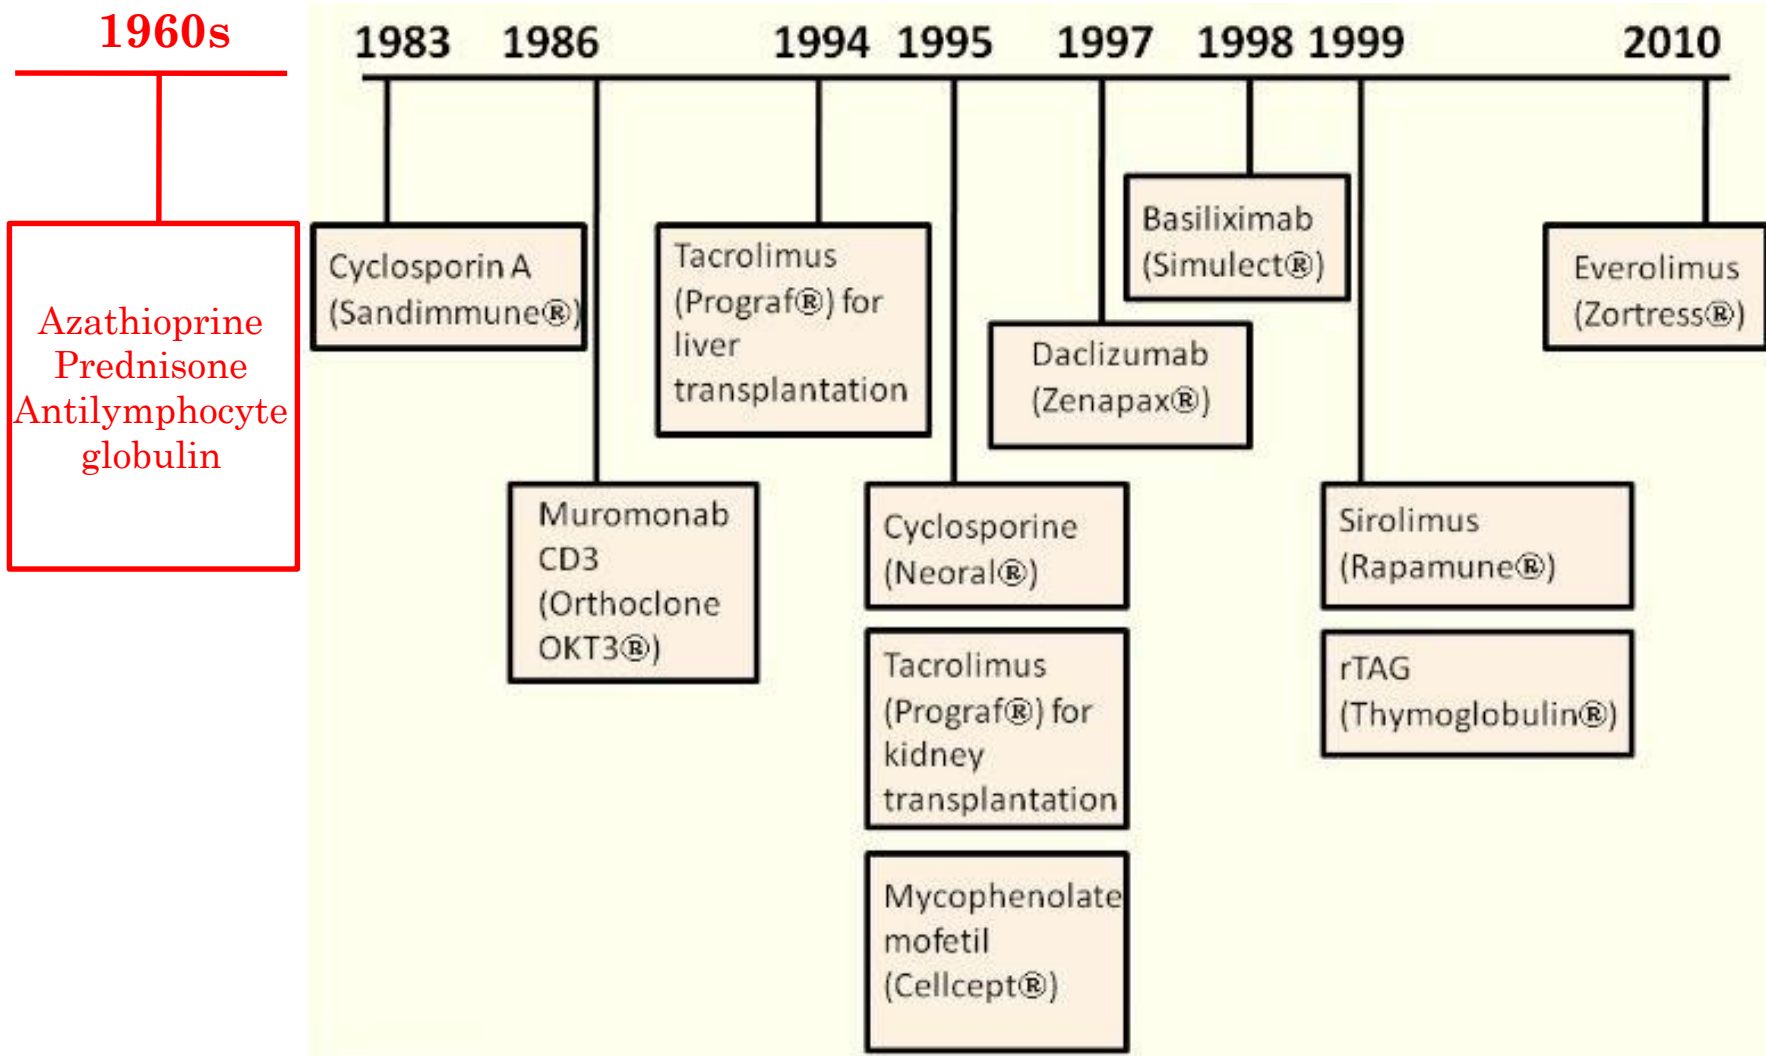 1960s
1983
1986
1994
1995
1997
1998
1999
2010
Azathioprine
Prednisone
Antilymphocyte
globulin
Cyclosporin A
(Sandimmune®)
Muromonab
CD3
(Orthoclone
OKT3®)
Tacrolimus
(Prograf®) for
liver
transplantation
Cyclosporine
(Neoral®)
Tacrolimus
(Prograf®) for
kidney
transplantation
Mycophenolate
mofetil
(Cellcept®)
Daclizumab
(Zenapax®)
Basiliximab
(Simulect®)
Sirolimus
(Rapamune®)
rTAG
(Thymoglobulin®)
Everolimus
(Zortress®)